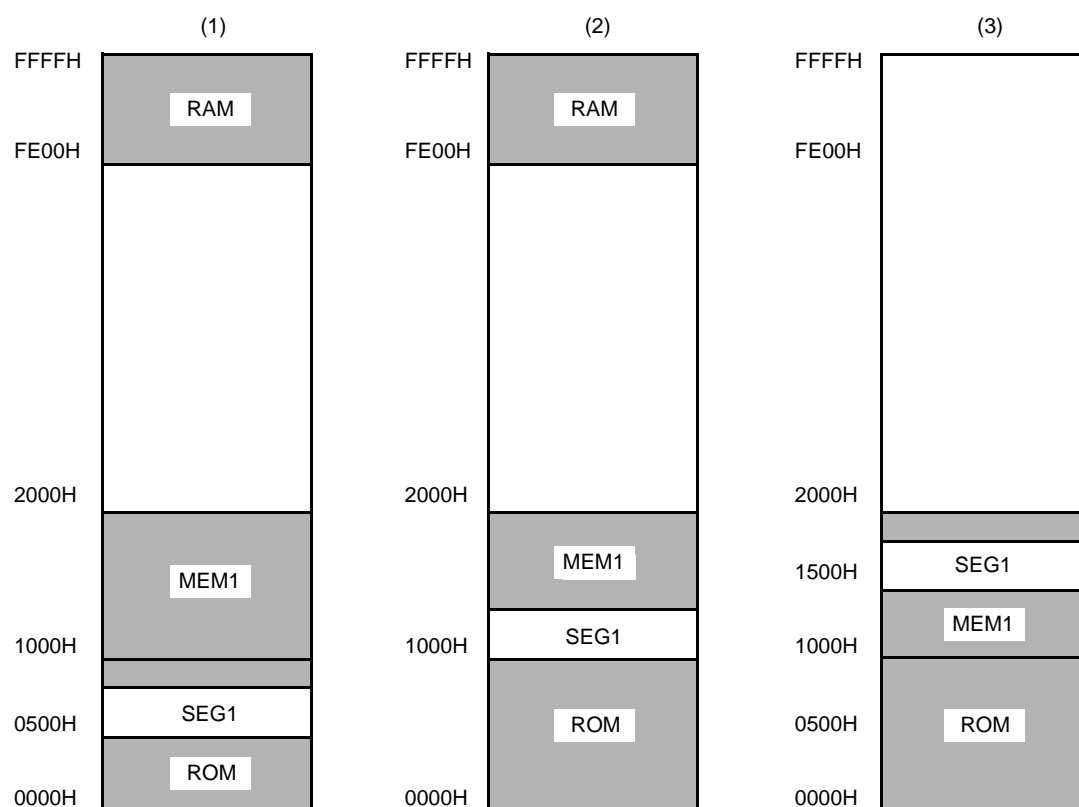 (1)
FFFFH
RAM
FE00H
2000H
MEM1
1000H
SEG1
0500H
ROM
0000H
(2)
FFFFH
RAM
FE00H
2000H
MEM1
SEG1
1000H
ROM
0000H
(3)
FFFFH
FE00H
2000H
SEG1
1500H
MEM1
1000H
0500H
ROM
0000H